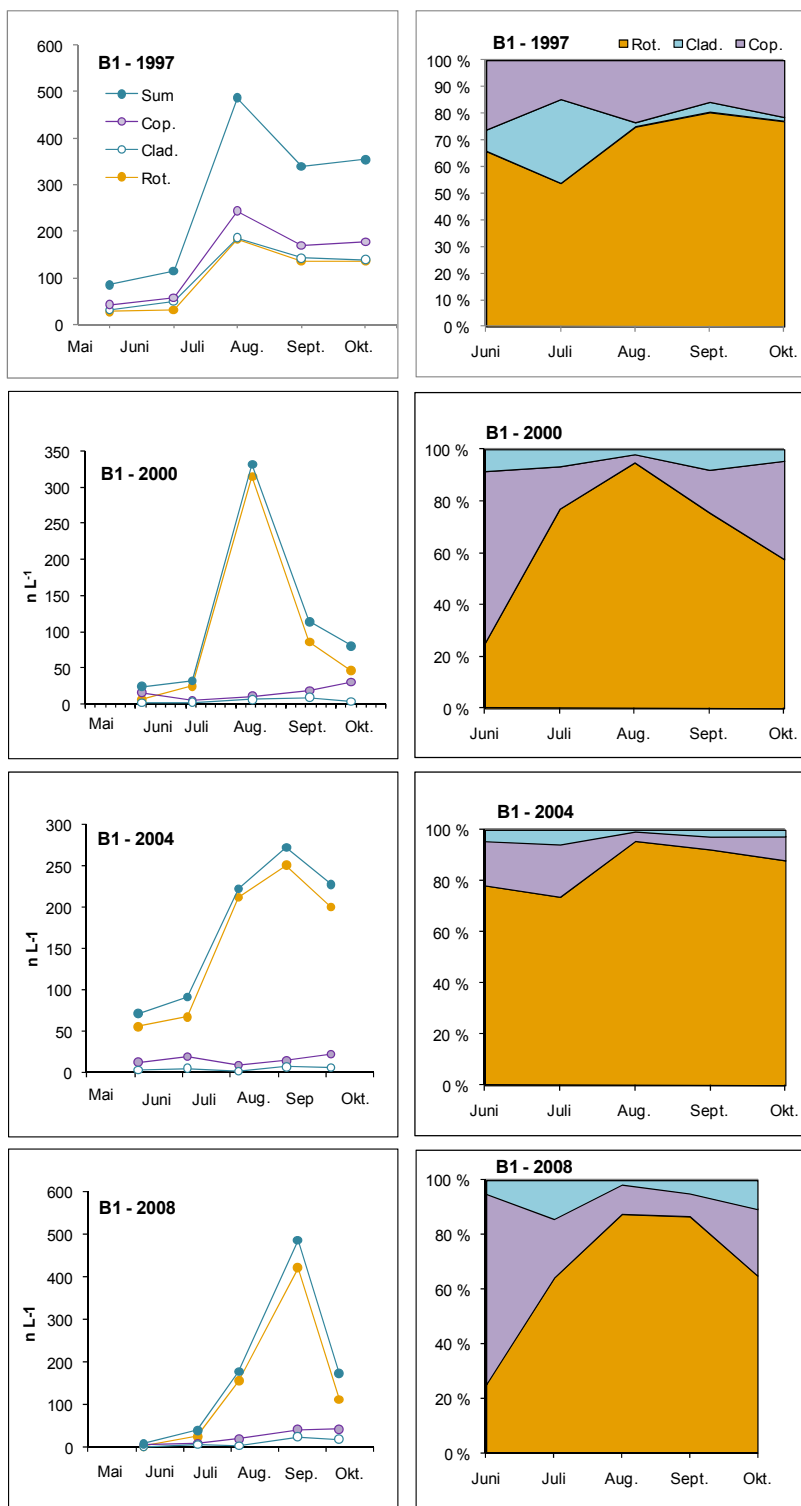 B1 - 1997
600
500
400
300
200
100
0
Sum
Cop.
Clad.
Rot.
Mai Juni Juli Aug. Sept. Okt.
B1 - 1997 Rot. Clad. Cop.
100 %
90 %
80 %
70 %
60 %
50 %
40 %
30 %
20 %
10 %
0 %
Juni Juli Aug. Sept. Okt.
B1 - 2000
n L-1
350
300
250
200
150
100
50
0
Mai Juni Juli Aug. Sept. Okt.
B1 - 2000
100 %
80 %
60 %
40 %
20 %
0 %
Juni Juli Aug. Sept. Okt.
B1 - 2004
n L-1
300
250
200
150
100
50
0
Mai Juni Juli Aug. Sep Okt.
B1 - 2004
100 %
80 %
60 %
40 %
20 %
0 %
Juni Juli Aug. Sept. Okt.
B1 - 2008
n L-1
600
500
400
300
200
100
0
Mai Juni Juli Aug. Sep. Okt.
B1 - 2008
100 %
80 %
60 %
40 %
20 %
0 %
Juni Juli Aug. Sept. Okt.